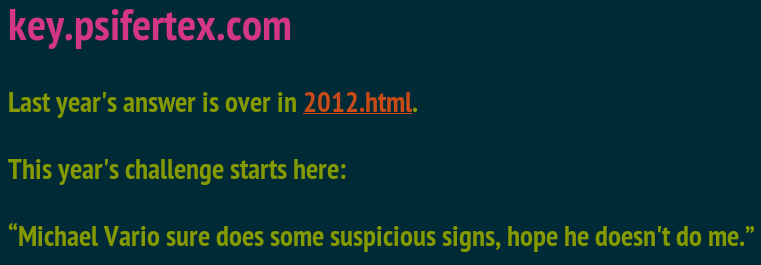 key.psifertex.com
Last year's answer is over in 2012.html.
This year's challenge starts here:
“Michael Vario sure does some suspicious signs, hope he doesn't do me.”